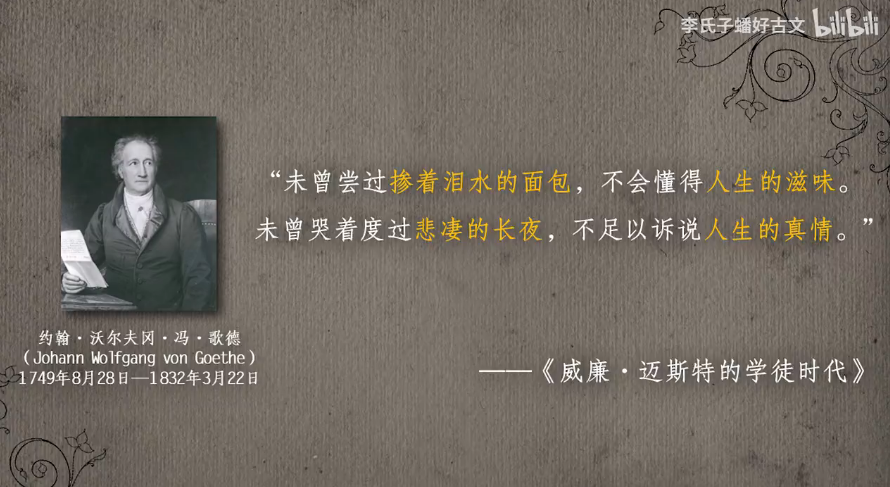 李氏子蟠好古文 bilibili
“未曾尝过掺着泪水的面包，不会懂得人生的滋味。
未曾哭着度过悲凄的长夜，不足以诉说人生的真情。”
——《威廉·迈斯特的学徒时代》
约翰·沃尔夫冈·冯·歌德
（Johann Wolfgang von Goethe）
1749年8月28日—1832年3月22日